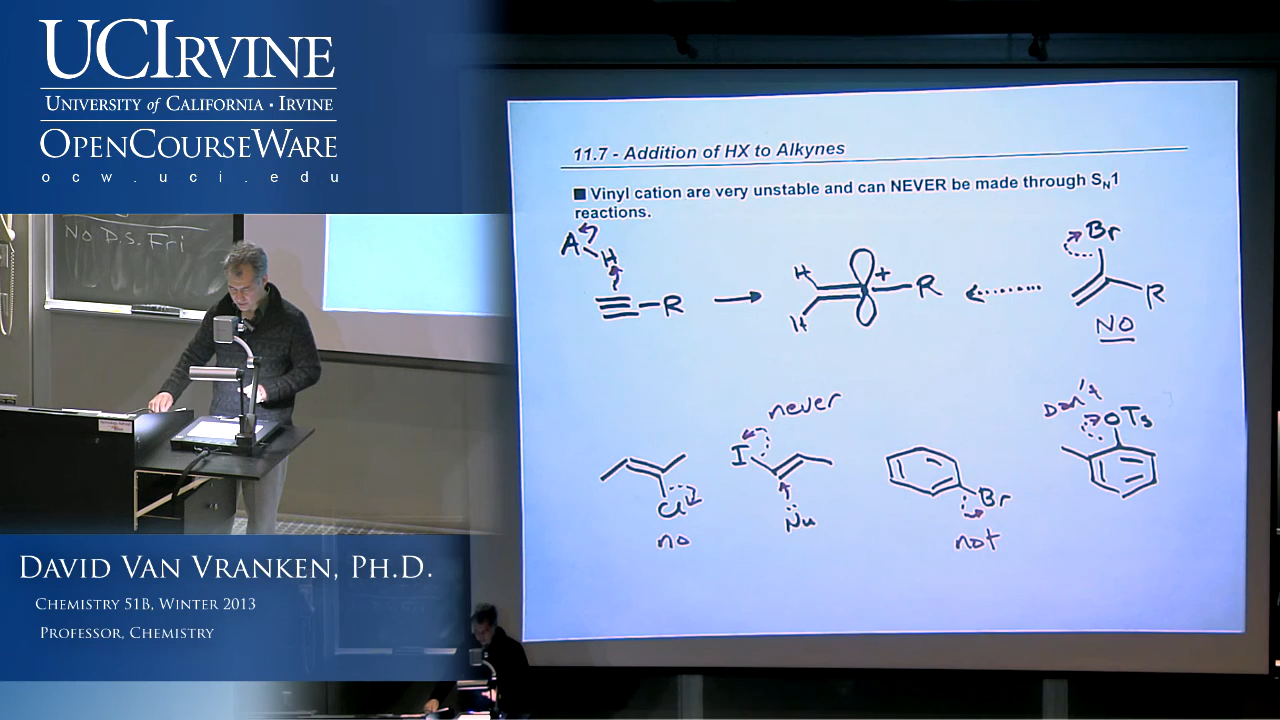 UCIRVINE
UNIVERSITY of CALIFORNIA • IRVINE
OPENCOURSEWARE
ocw.uci.edu
No D.S. Fri
DAVID VAN VRANKEN, PH.D.
CHEMISTRY 51B, WINTER 2013
PROFESSOR, CHEMISTRY
11.7 - Addition of HX to Alkynes
■ Vinyl cation are very unstable and can NEVER be made through SN1
reactions.
A H
R
H + R
H
Br
R
NO
Cl
no
never
I
Nu
Br
not
Don't
OTs